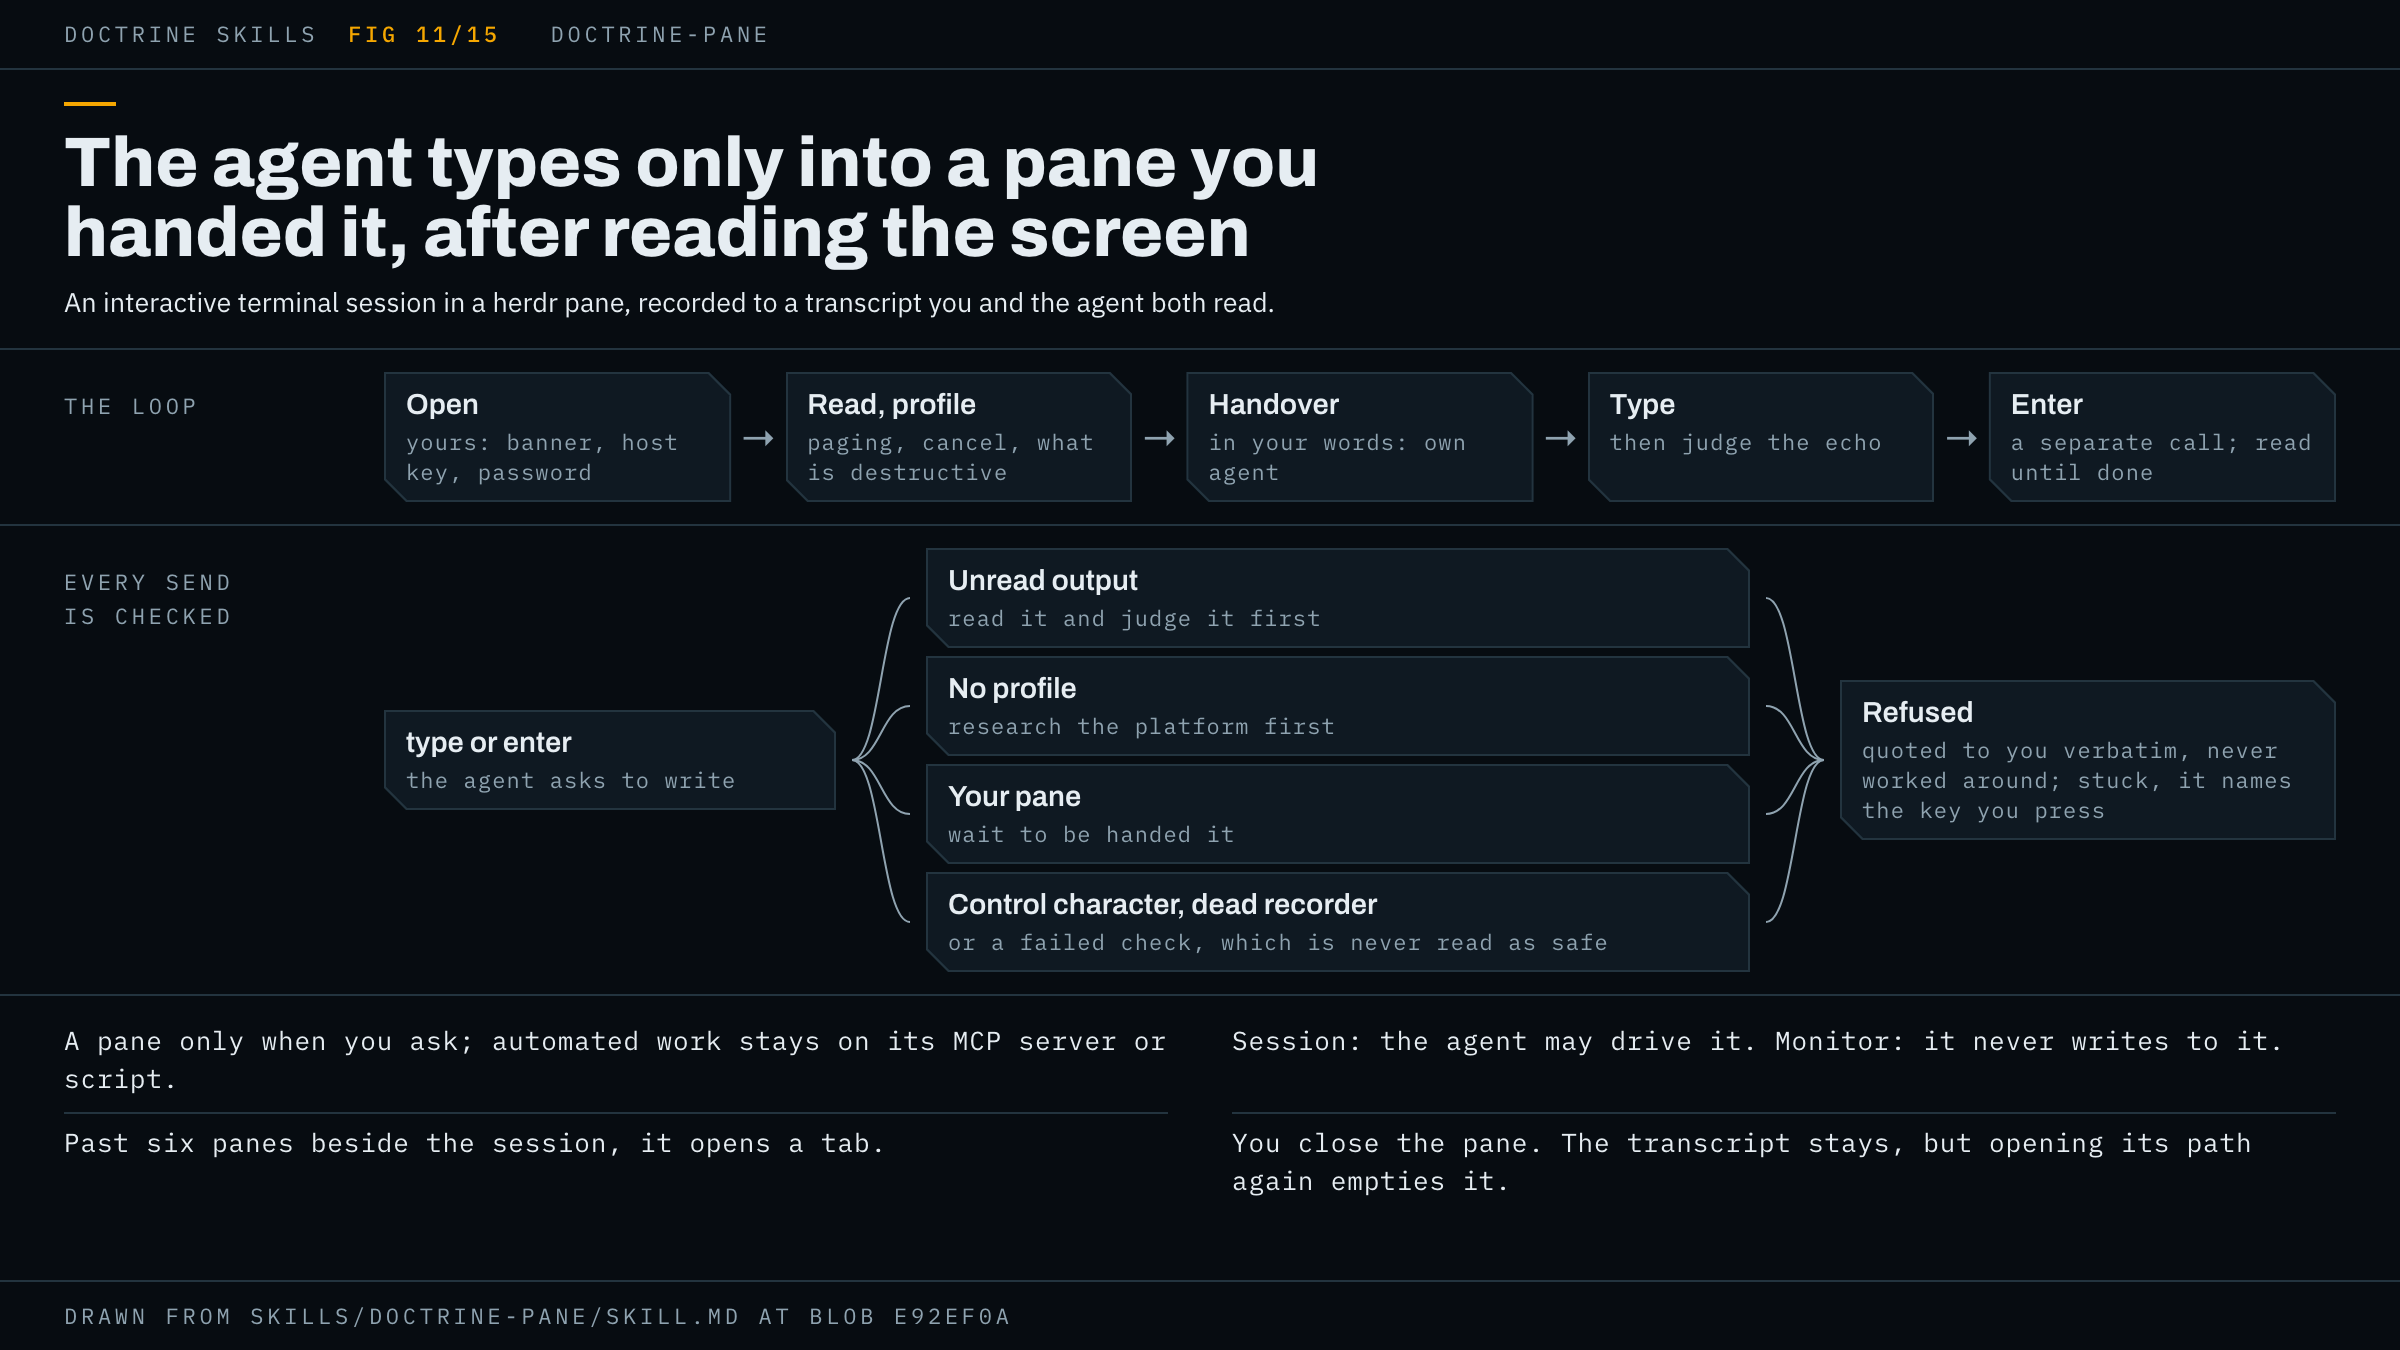 DOCTRINE SKILLS FIG 11/15 DOCTRINE-PANE
The agent types only into a pane you
handed it, after reading the screen
An interactive terminal session in a herdr pane, recorded to a transcript you and the agent both read.
THE LOOP
Open
yours: banner, host
key, password
Read, profile
paging, cancel, what
is destructive
Handover
in your words: own
agent
Type
then judge the echo
Enter
a separate call; read
until done
EVERY SEND
IS CHECKED
type or enter
the agent asks to write
Unread output
read it and judge it first
No profile
research the platform first
Your pane
wait to be handed it
Control character, dead recorder
or a failed check, which is never read as safe
Refused
quoted to you verbatim, never
worked around; stuck, it names
the key you press
A pane only when you ask; automated work stays on its MCP server or
script.
Session: the agent may drive it. Monitor: it never writes to it.
Past six panes beside the session, it opens a tab.
You close the pane. The transcript stays, but opening its path
again empties it.
DRAWN FROM SKILLS/DOCTRINE-PANE/SKILL.MD AT BLOB E92EF0A